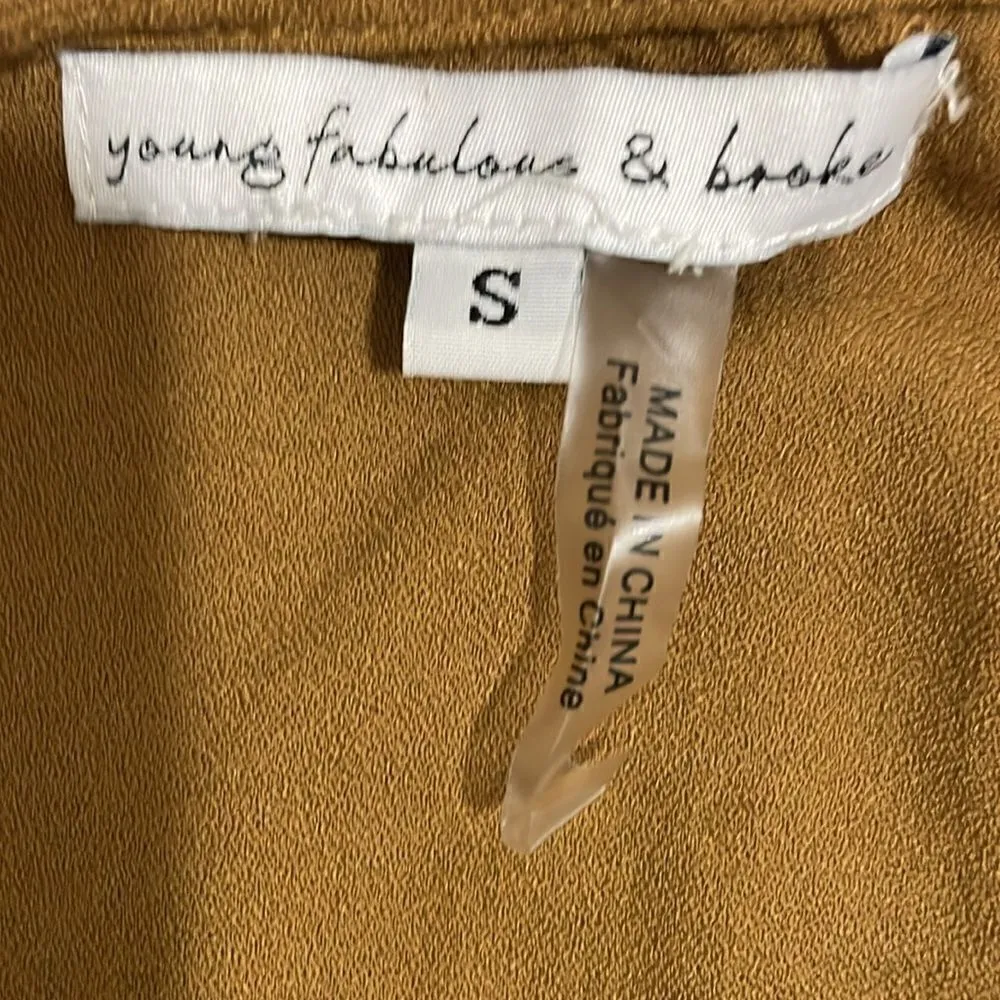 young fabulous & broke
S
MADE IN CHINA
Fabriqué en Chine